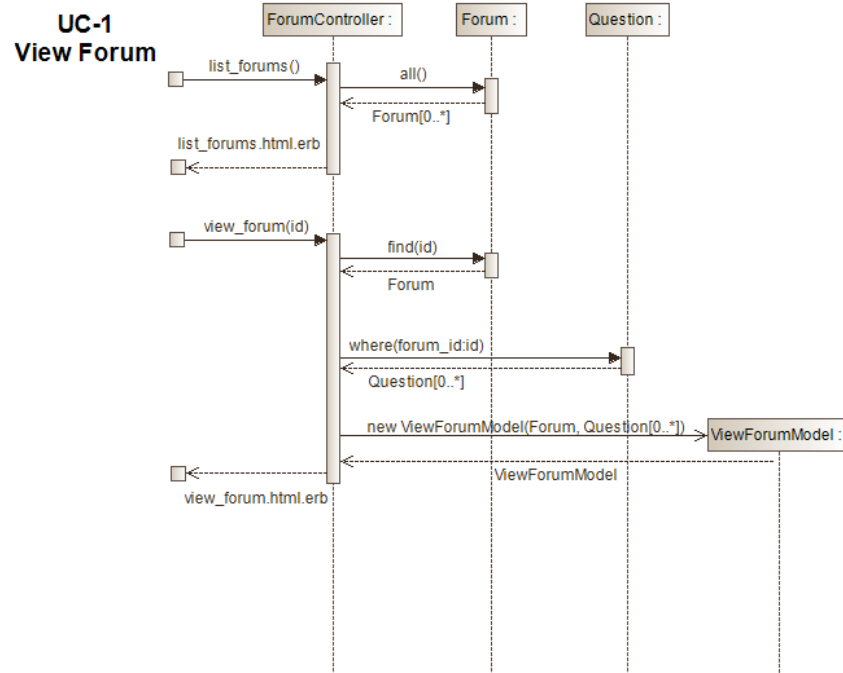 UC-1
View Forum
ForumController :
Forum :
Question :
list_forums()
all()
Forum[0..*]
list_forums.html.erb
view_forum(id)
find(id)
Forum
where(forum_id:id)
Question[0..*]
new ViewForumModel(Forum, Question[0..*])
ViewForumModel :
ViewForumModel
view_forum.html.erb